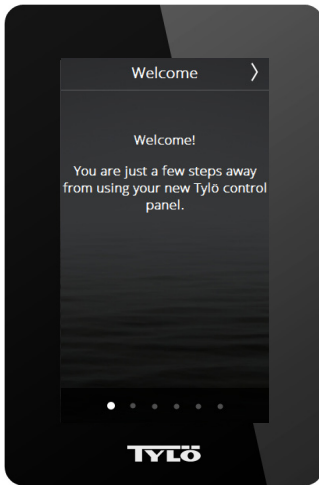 Welcome
Welcome!
You are just a few steps away
from using your new Tylö control
panel.
TYLÖ